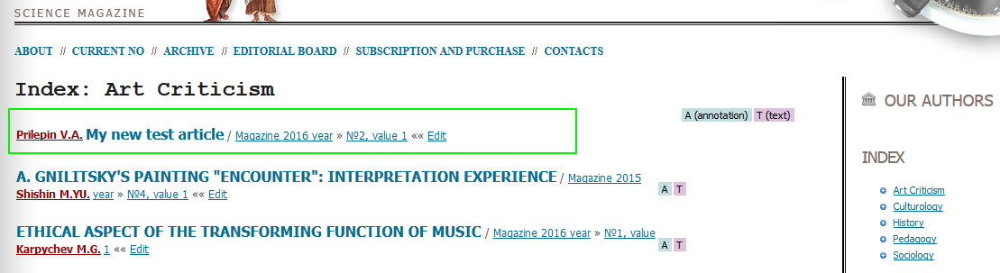 SCIENCE MAGAZINE
ABOUT // CURRENT NO // ARCHIVE // EDITORIAL BOARD // SUBSCRIPTION AND PURCHASE // CONTACTS
Index: Art Criticism
A (annotation) T (text)
Prilepin V.A. My new test article / Magazine 2016 year » №2, value 1 «« Edit
A. GNILITSKY'S PAINTING "ENCOUNTER": INTERPRETATION EXPERIENCE / Magazine 2015
Shishin M.YU. year » №4, value 1 «« Edit
A T
ETHICAL ASPECT OF THE TRANSFORMING FUNCTION OF MUSIC / Magazine 2016 year » №1, value
Karpychev M.G. 1 «« Edit
A T
OUR AUTHORS
INDEX
Art Criticism
Culturology
History
Pedagogy
Sociology